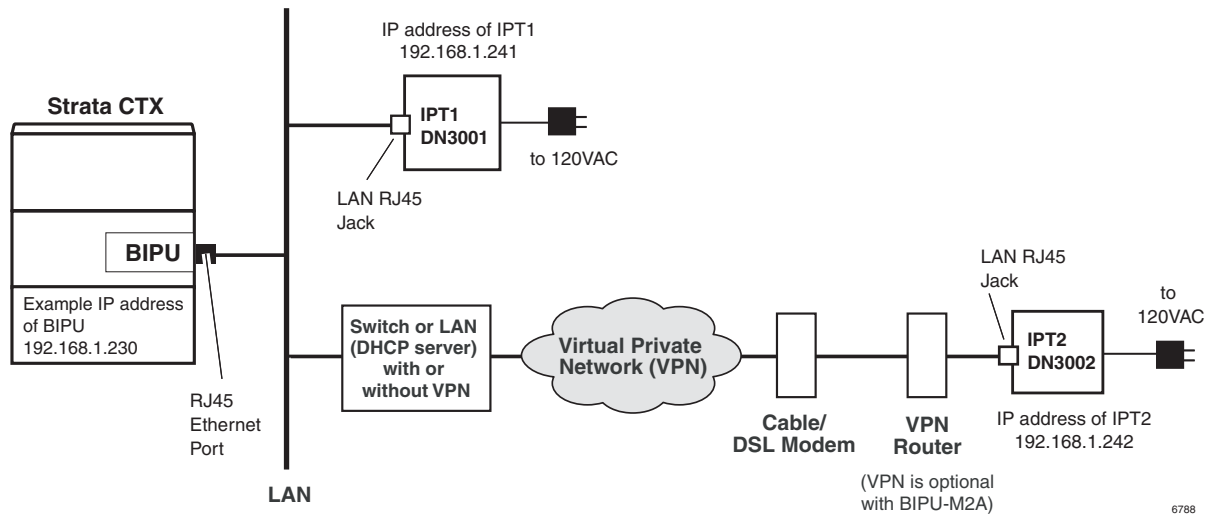 IP address of IPT1
192.168.1.241
Strata CTX
IPT1
DN3001
to 120VAC
LAN RJ45
Jack
BIPU
Example IP address
of BIPU
192.168.1.230
RJ45
Ethernet
Port
LAN
Switch or LAN
(DHCP server)
with or
without VPN
Virtual Private
Network (VPN)
Cable/
DSL Modem
VPN
Router
(VPN is optional
with BIPU-M2A)
LAN RJ45
Jack
IPT2
DN3002
to
120VAC
IP address of IPT2
192.168.1.242
6788